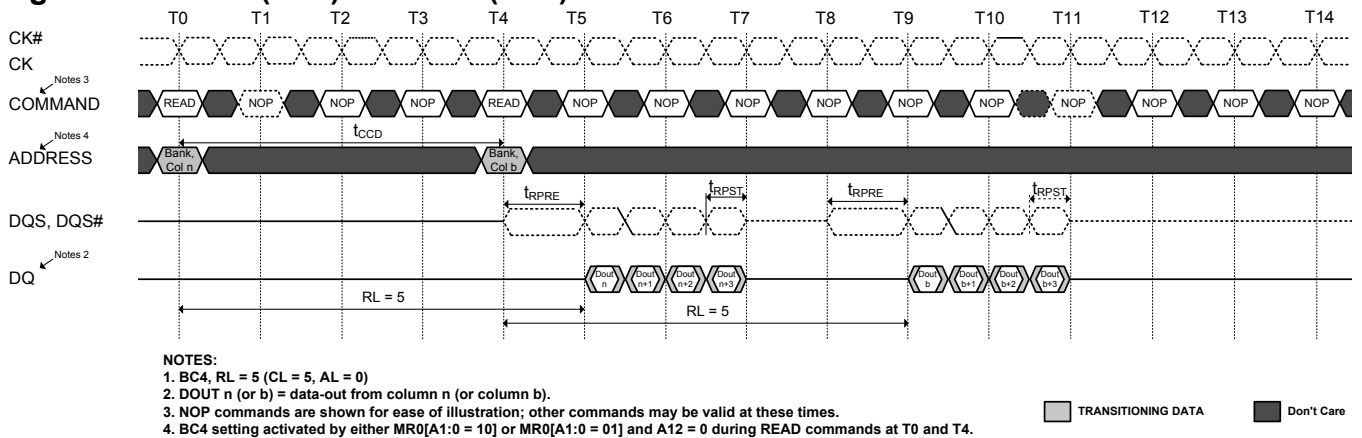 T0 T1 T2 T3 T4 T5 T6 T7 T8 T9 T10 T11 T12 T13 T14
CK#
CK
Notes 3
COMMAND READ NOP NOP NOP READ NOP NOP NOP NOP NOP NOP NOP NOP NOP NOP
tCCD
Notes 4
ADDRESS Bank, Col n Bank, Col b
tRPRE tRPST tRPRE tRPST
DQS, DQS#
Notes 2
DQ Dout n Dout n+1 Dout n+2 Dout n+3 Dout b Dout b+1 Dout b+2 Dout b+3
RL = 5
RL = 5
NOTES:
1. BC4, RL = 5 (CL = 5, AL = 0)
2. DOUT n (or b) = data-out from column n (or column b).
3. NOP commands are shown for ease of illustration; other commands may be valid at these times.
4. BC4 setting activated by either MR0[A1:0 = 10] or MR0[A1:0 = 01] and A12 = 0 during READ commands at T0 and T4.
TRANSITIONING DATA Don't Care